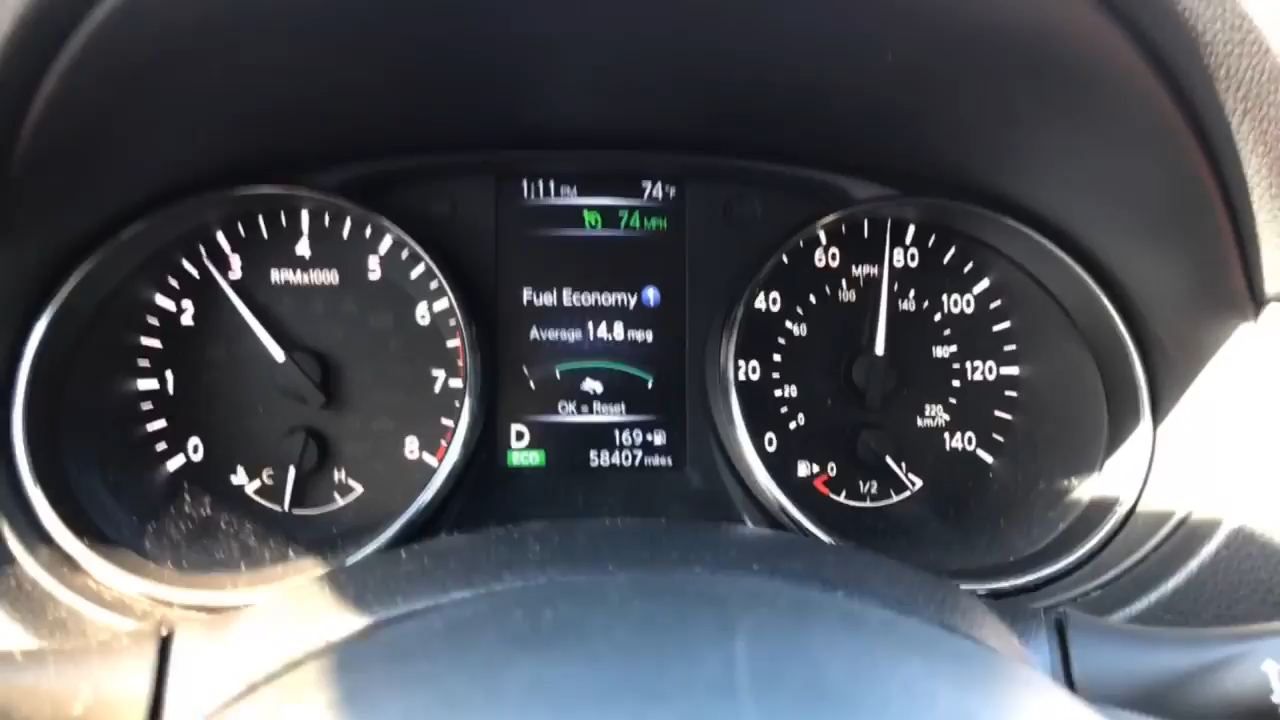 1:11 PM 74°F
74 MPH
Fuel Economy 1
Average 14.8 mpg
OK = Reset
D 169
ECO 58407 miles
0 1 2 3 4 5 6 7 8
RPMx1000
C H
0 20 40 60 80 100 120 140
MPH
0 20 60 100 140 180 220
km/h
0 1/2 1